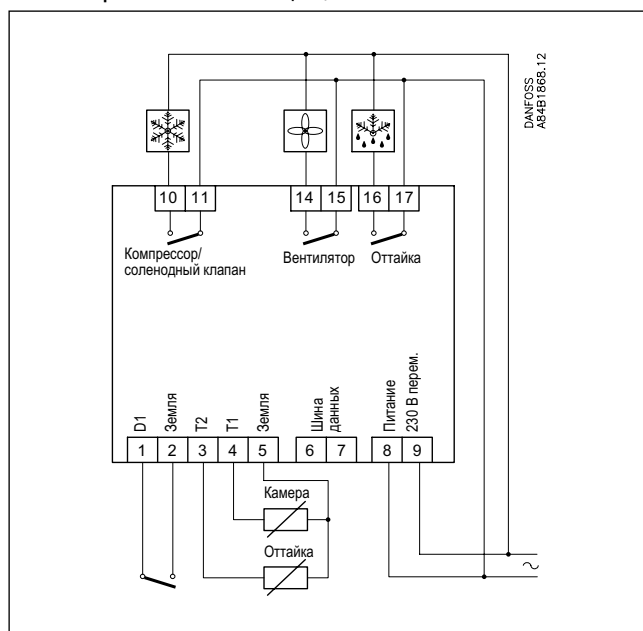 DANFOSS
A84B1868.12
10 11 14 15 16 17
Компрессор/
соленодный клапан
Вентилятор
Оттайка
D1
Земля
T2
T1
Земля
Шина
данных
Питание
230 В перем.
1 2 3 4 5 6 7 8 9
Камера
Оттайка
~